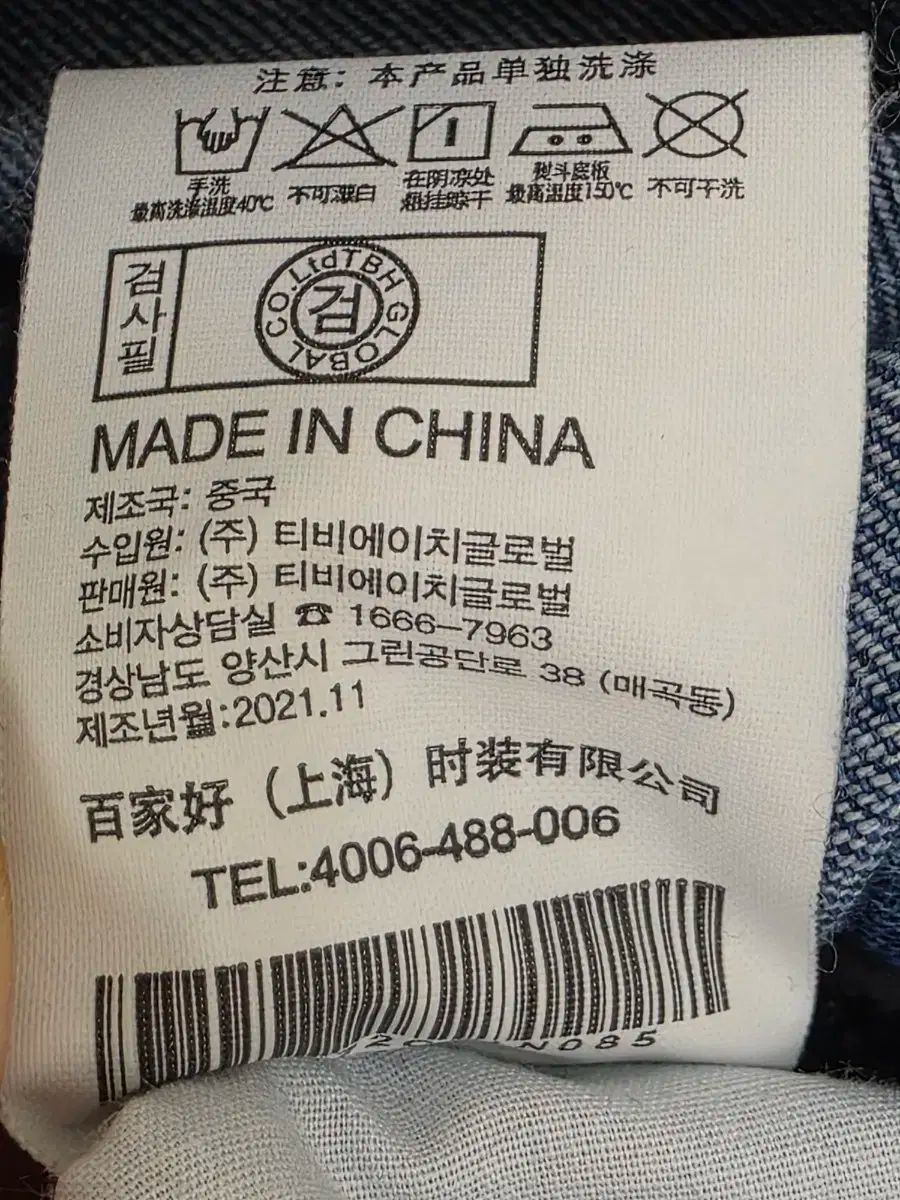 注意: 本产品单独洗涤
手洗
最高洗涤温度40℃
不可漂白
在阴凉处
悬挂晾干
熨斗底板
最高温度150℃
不可干洗
검사필
CO.Ltd TBH GLOBAL
검
MADE IN CHINA
제조국: 중국
수입원: (주) 티비에이치글로벌
판매원: (주) 티비에이치글로벌
소비자상담실 ☎ 1666-7963
경상남도 양산시 그린공단로 38 (매곡동)
제조년월:2021.11
百家好（上海）时装有限公司
TEL:4006-488-006
N085